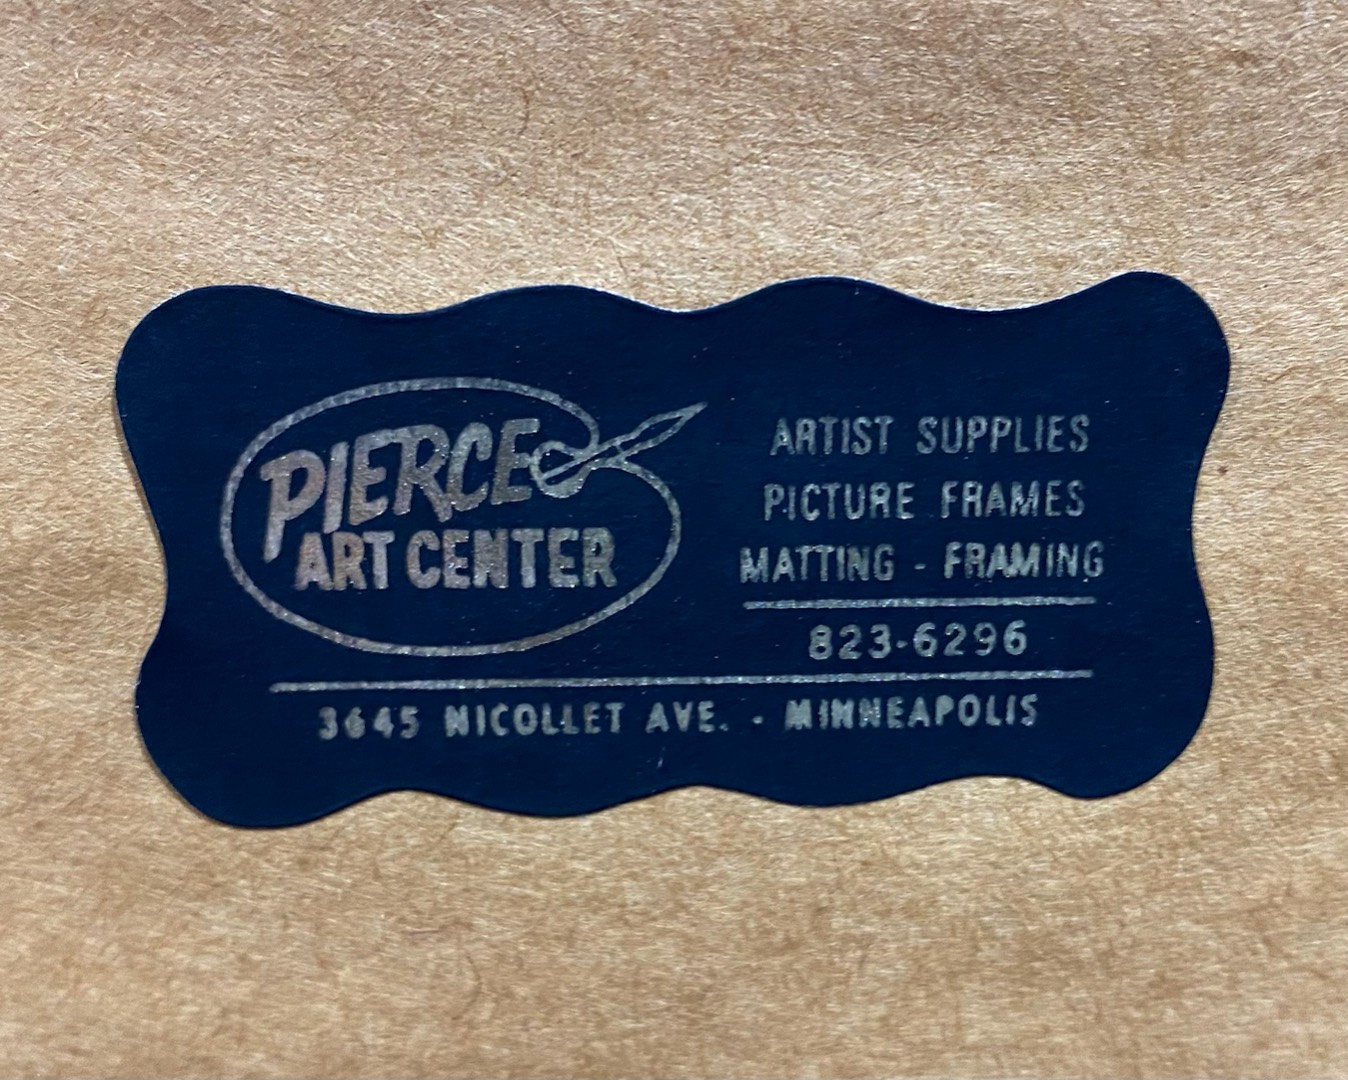 PIERCE
ART CENTER
ARTIST SUPPLIES
PICTURE FRAMES
MATTING - FRAMING
823-6296
3645 NICOLLET AVE. - MINNEAPOLIS